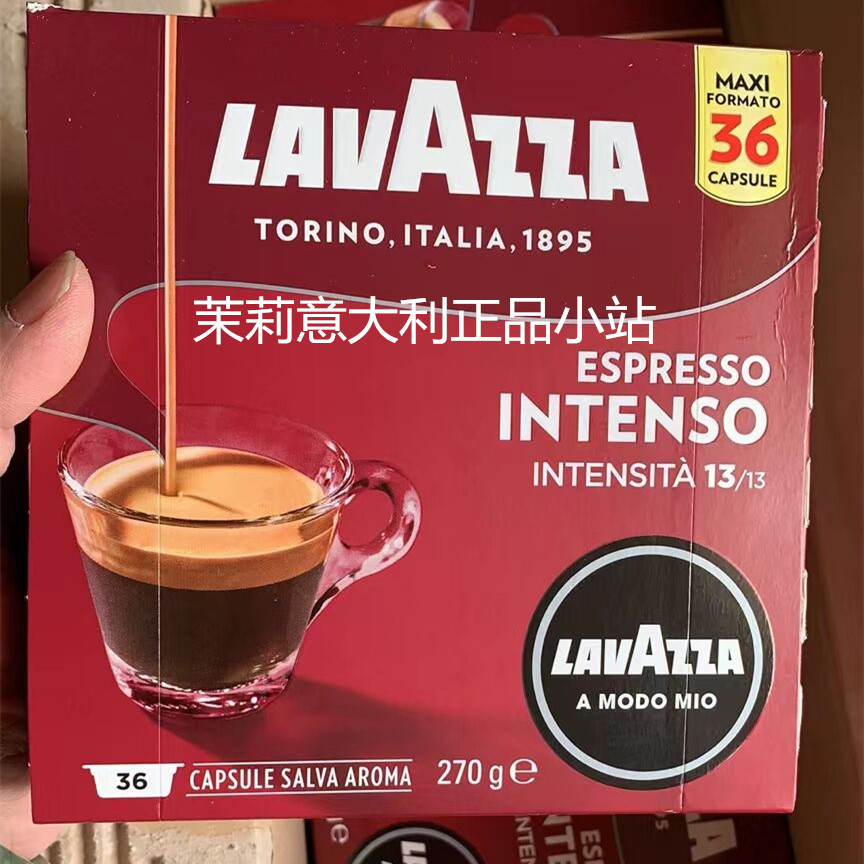 LAVAZZA
TORINO, ITALIA, 1895
MAXI
FORMATO
36
CAPSULE
茉莉意大利正品小站
ESPRESSO
INTENSO
INTENSITÀ 13/13
LAVAZZA
A MODO MIO
36 CAPSULE SALVA AROMA 270 g e